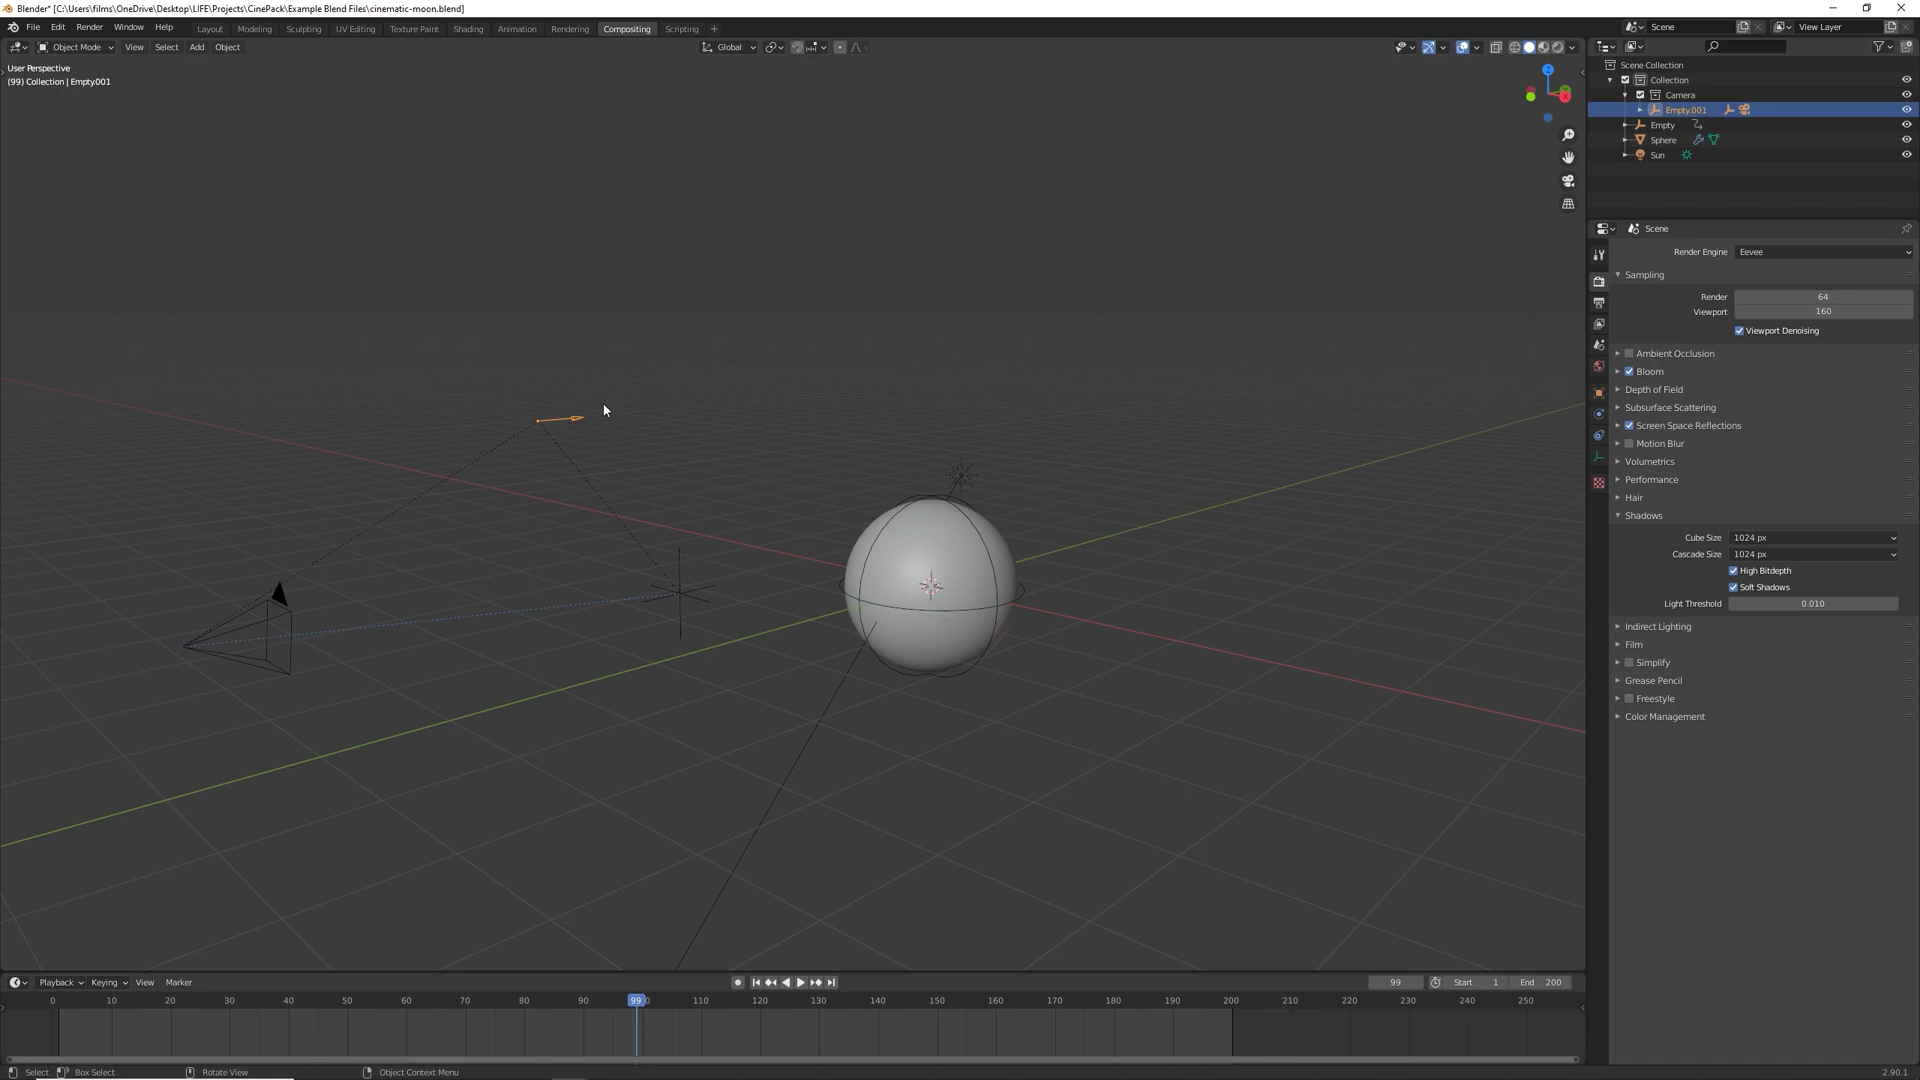 Blender* [C:\Users\films\OneDrive\Desktop\LIFE\Projects\CinePack\Example Blend Files\cinematic-moon.blend]
File Edit Render Window Help Layout Modeling Sculpting UV Editing Texture Paint Shading Animation Rendering Compositing Scripting + Scene View Layer
Object Mode View Select Add Object Global
User Perspective
(99) Collection | Empty.001
Z
Scene Collection
Collection
Camera
Empty.001
Empty
Sphere
Sun
Scene
Render Engine Eevee
Sampling
Render 64
Viewport 160
Viewport Denoising
Ambient Occlusion
Bloom
Depth of Field
Subsurface Scattering
Screen Space Reflections
Motion Blur
Volumetrics
Performance
Hair
Shadows
Cube Size 1024 px
Cascade Size 1024 px
High Bitdepth
Soft Shadows
Light Threshold 0.010
Indirect Lighting
Film
Simplify
Grease Pencil
Freestyle
Color Management
Playback Keying View Marker 99 Start 1 End 200
0 10 20 30 40 50 60 70 80 90 99 0 110 120 130 140 150 160 170 180 190 200 210 220 230 240 250
Select Box Select Rotate View Object Context Menu 2.90.1